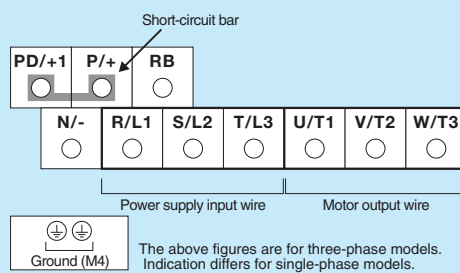 Short-circuit bar
PD/+1 P/+ RB
N/- R/L1 S/L2 T/L3 U/T1 V/T2 W/T3
Power supply input wire Motor output wire
Ground (M4)
The above figures are for three-phase models.
Indication differs for single-phase models.